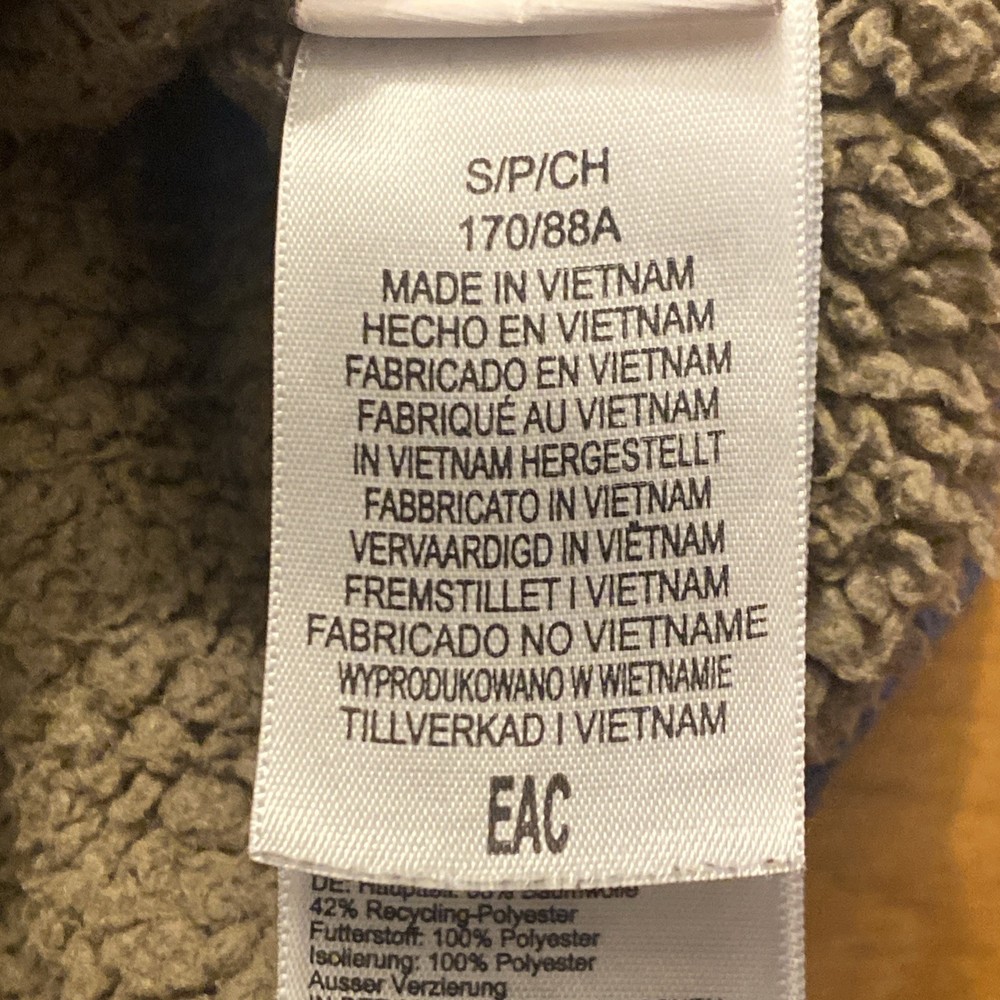 S/P/CH
170/88A
MADE IN VIETNAM
HECHO EN VIETNAM
FABRICADO EN VIETNAM
FABRIQUÉ AU VIETNAM
IN VIETNAM HERGESTELLT
FABBRICATO IN VIETNAM
VERVAARDIGD IN VIËTNAM
FREMSTILLET I VIETNAM
FABRICADO NO VIETNAME
WYPRODUKOWANO W WIETNAMIE
TILLVERKAD I VIETNAM
EAC
DE:
42% Recycling-Polyester
Futterstoff: 100% Polyester
Isolierung: 100% Polyester
Ausser Verzierung